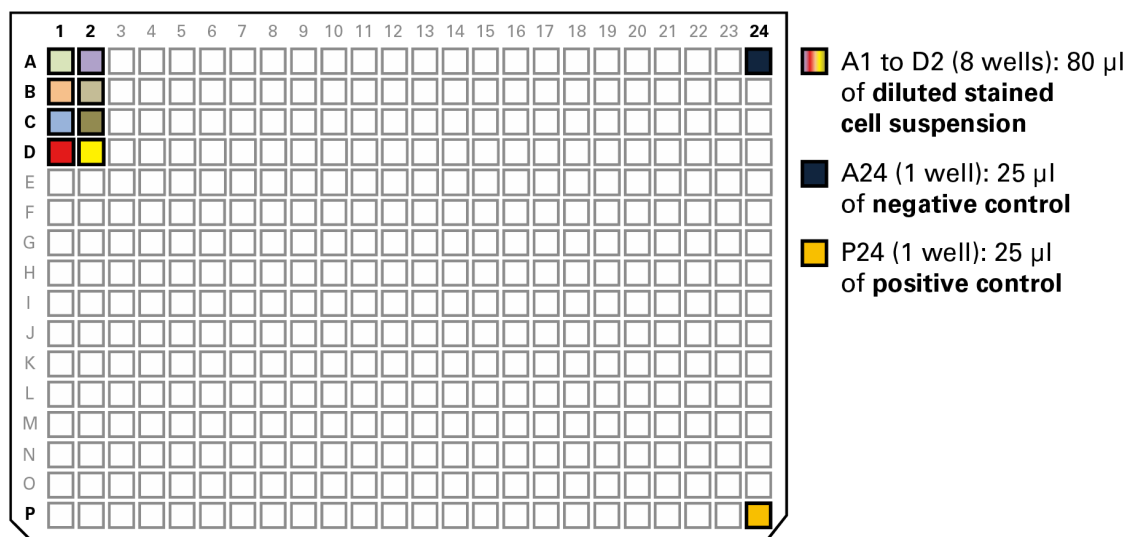 1 2 3 4 5 6 7 8 9 10 11 12 13 14 15 16 17 18 19 20 21 22 23 24
A
B
C
D
E
F
G
H
I
J
K
L
M
N
O
P
A1 to D2 (8 wells): 80 µl
of diluted stained
cell suspension
A24 (1 well): 25 µl
of negative control
P24 (1 well): 25 µl
of positive control